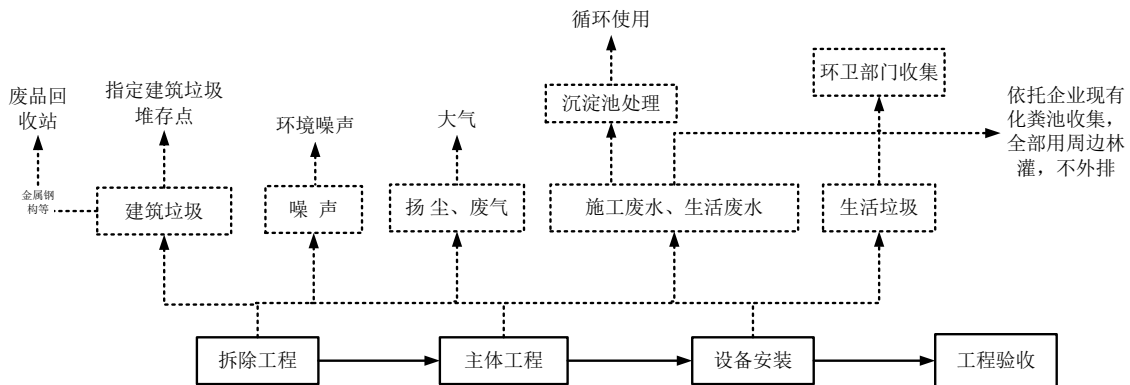 循环使用
环卫部门收集
指定建筑垃圾
堆存点
废品回
收站
沉淀池处理
依托企业现有
化粪池收集，
全部用周边林
灌，不外排
环境噪声
大气
金属钢
构等
建筑垃圾
噪 声
扬 尘、废气
施工废水、生活废水
生活垃圾
拆除工程
主体工程
设备安装
工程验收